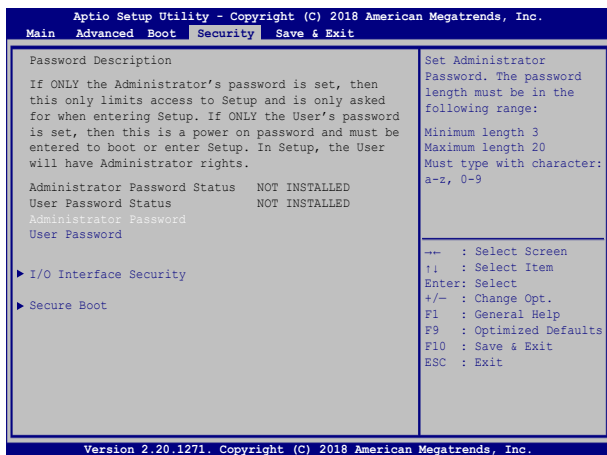 Aptio Setup Utility - Copyright (C) 2018 American Megatrends, Inc.
Main Advanced Boot Security Save & Exit
Password Description
If ONLY the Administrator's password is set, then
this only limits access to Setup and is only asked
for when entering Setup. If ONLY the User's password
is set, then this is a power on password and must be
entered to boot or enter Setup. In Setup, the User
will have Administrator rights.
Administrator Password Status NOT INSTALLED
User Password Status NOT INSTALLED
Administrator Password
User Password
I/O Interface Security
Secure Boot
Set Administrator
Password. The password
length must be in the
following range:
Minimum length 3
Maximum length 20
Must type with character:
a-z, 0-9
→← : Select Screen
↑↓ : Select Item
Enter: Select
+/— : Change Opt.
F1 : General Help
F9 : Optimized Defaults
F10 : Save & Exit
ESC : Exit
Version 2.20.1271. Copyright (C) 2018 American Megatrends, Inc.